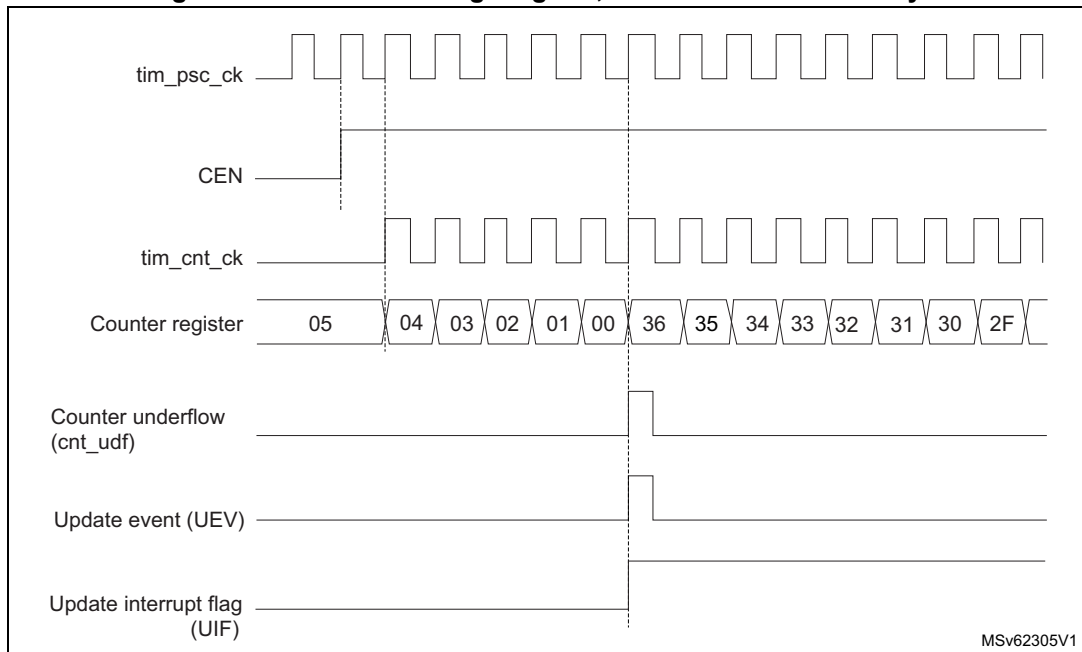 tim_psc_ck
CEN
tim_cnt_ck
Counter register 05 04 03 02 01 00 36 35 34 33 32 31 30 2F
Counter underflow
(cnt_udf)
Update event (UEV)
Update interrupt flag
(UIF)
MSv62305V1